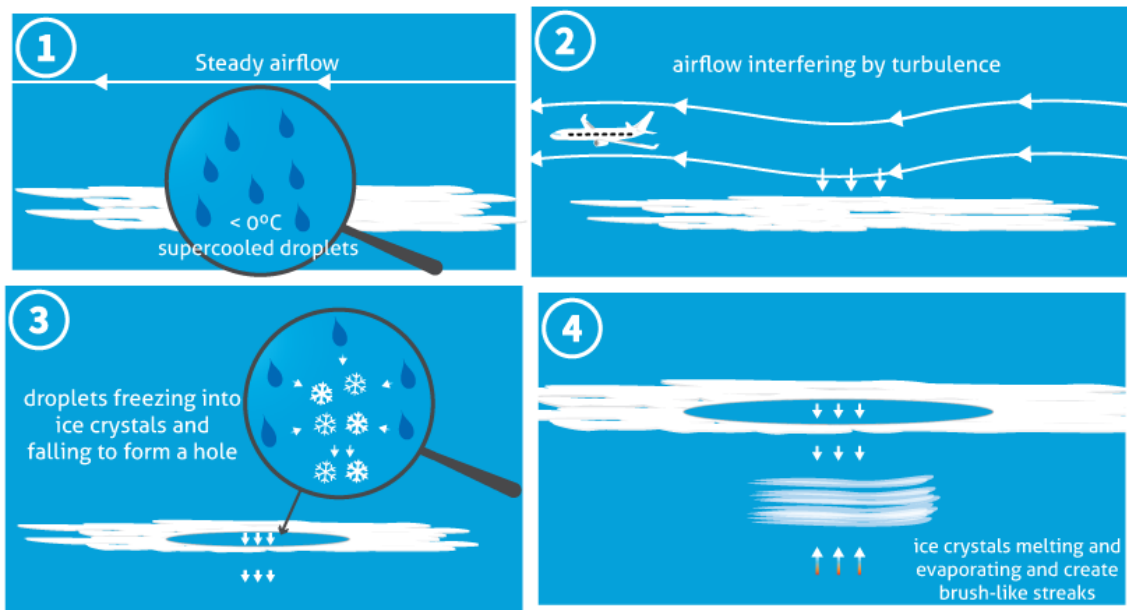 1
Steady airflow
< 0°C
supercooled droplets
2
airflow interfering by turbulence
3
droplets freezing into
ice crystals and
falling to form a hole
4
ice crystals melting and
evaporating and create
brush-like streaks